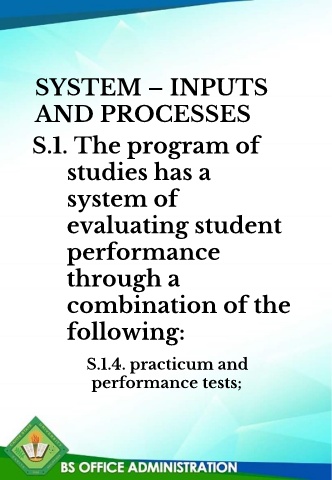 SYSTEM – INPUTS
AND PROCESSES
S.1. The program of
studies has a
system of
evaluating student
performance
through a
combination of the
following:
S.1.4. practicum and
performance tests;
BS OFFICE ADMINISTRATION